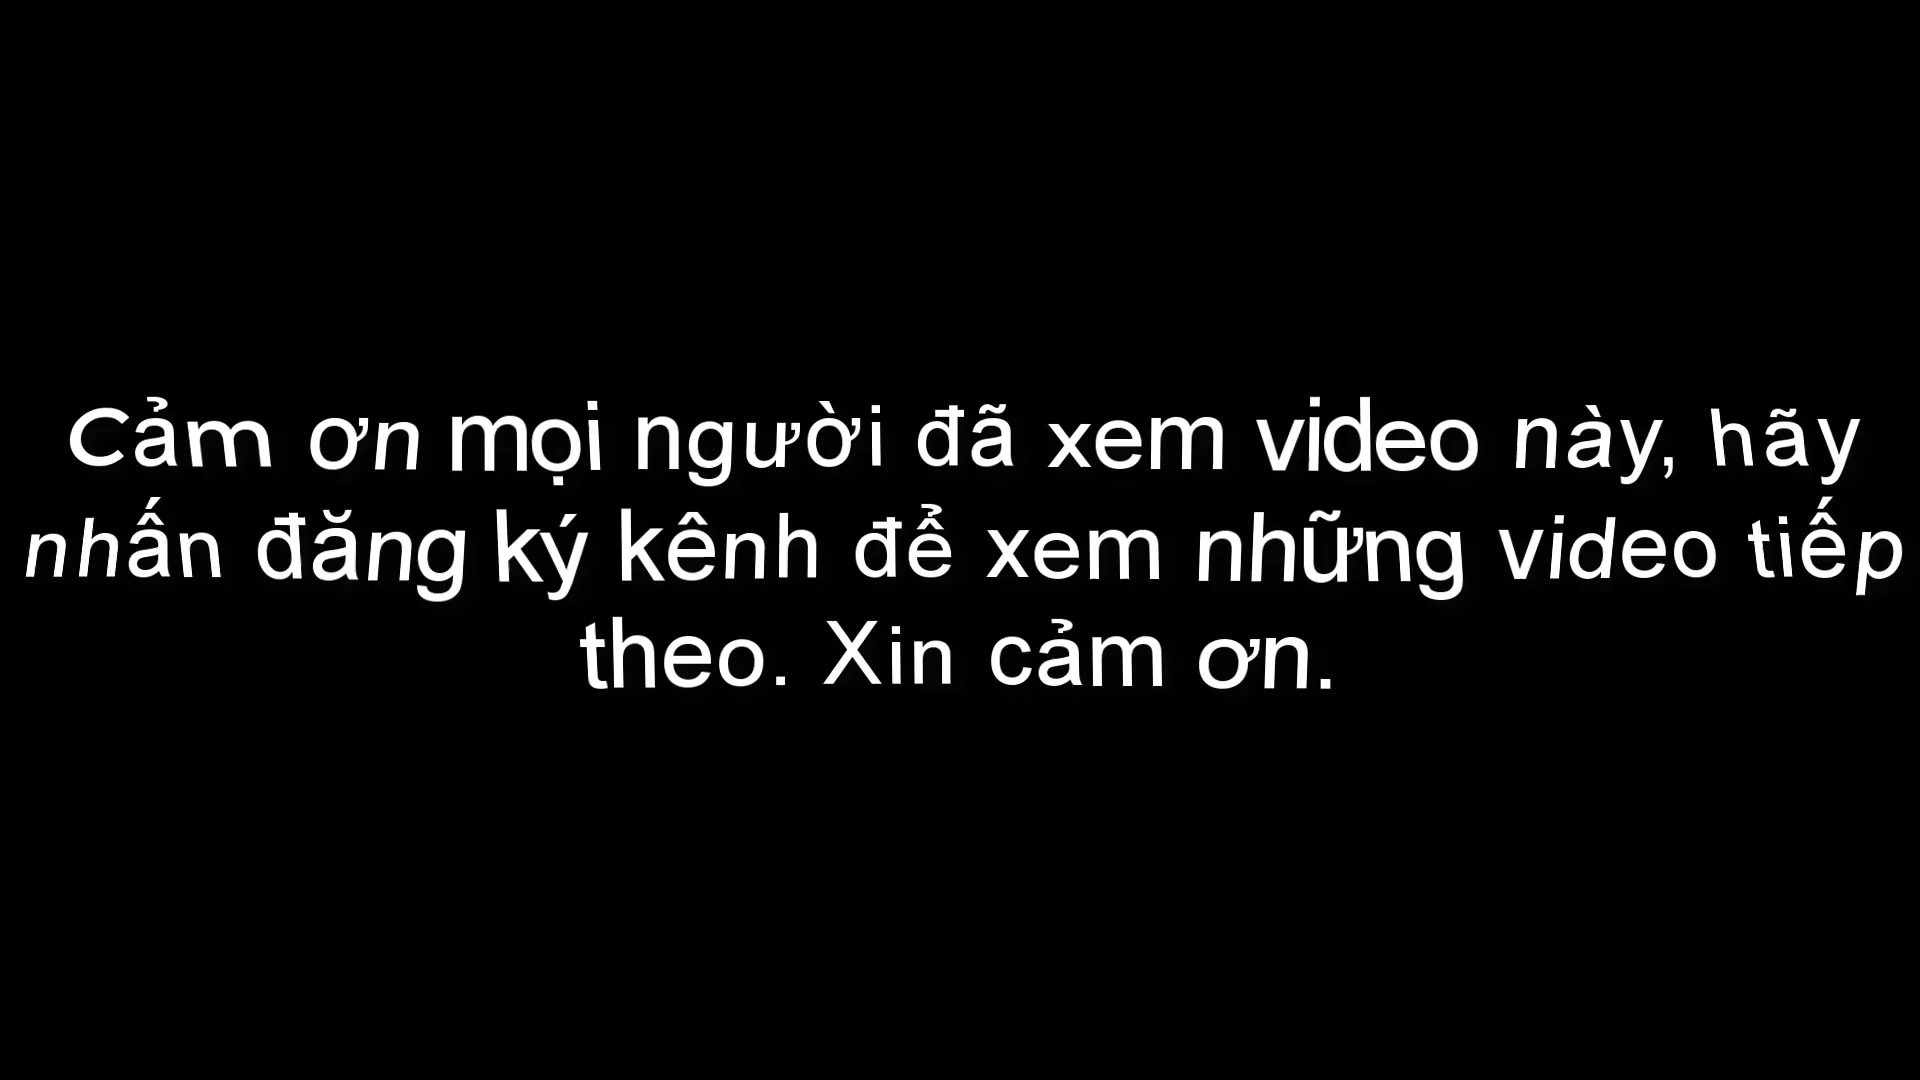 Cảm ơn mọi người đã xem video này, hãy
nhấn đăng ký kênh để xem những video tiếp
theo. Xin cảm ơn.